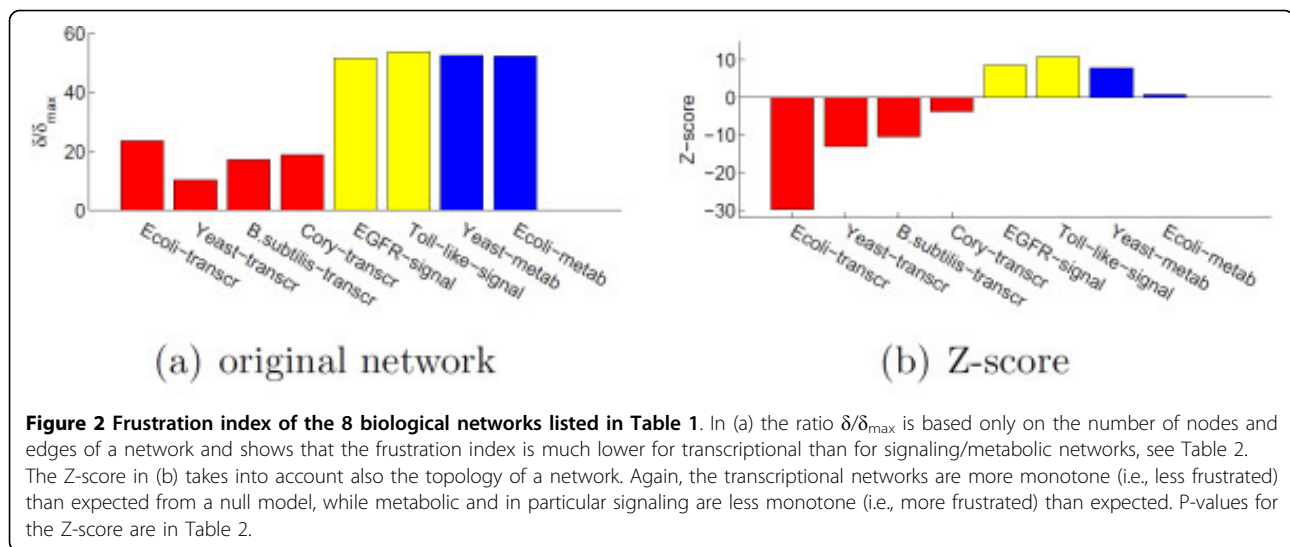 60
40
20
0
δ/δmax
Ecoli-transcr
Yeast-transcr
B.subtilis-transcr
Cory-transcr
EGFR-signal
Toll-like-signal
Yeast-metab
Ecoli-metab
(a) original network
10
0
-10
-20
-30
Z-score
Ecoli-transcr
Yeast-transcr
B.subtilis-transcr
Cory-transcr
EGFR-signal
Toll-like-signal
Yeast-metab
Ecoli-metab
(b) Z-score
Figure 2 Frustration index of the 8 biological networks listed in Table 1. In (a) the ratio δ/δmax is based only on the number of nodes and
edges of a network and shows that the frustration index is much lower for transcriptional than for signaling/metabolic networks, see Table 2.
The Z-score in (b) takes into account also the topology of a network. Again, the transcriptional networks are more monotone (i.e., less frustrated)
than expected from a null model, while metabolic and in particular signaling are less monotone (i.e., more frustrated) than expected. P-values for
the Z-score are in Table 2.